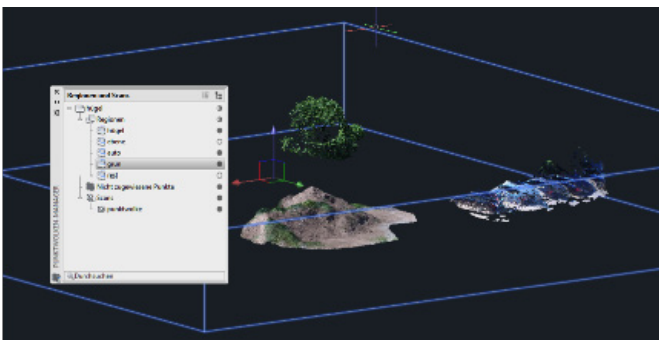 Regionen und Scans
hügel
Regionen
hügel
ebene
auto
grün
rest
Nicht zugewiesene Punkte
Scans
punktwolke
Durchsuchen
PUNKTWOLKEN-MANAGER